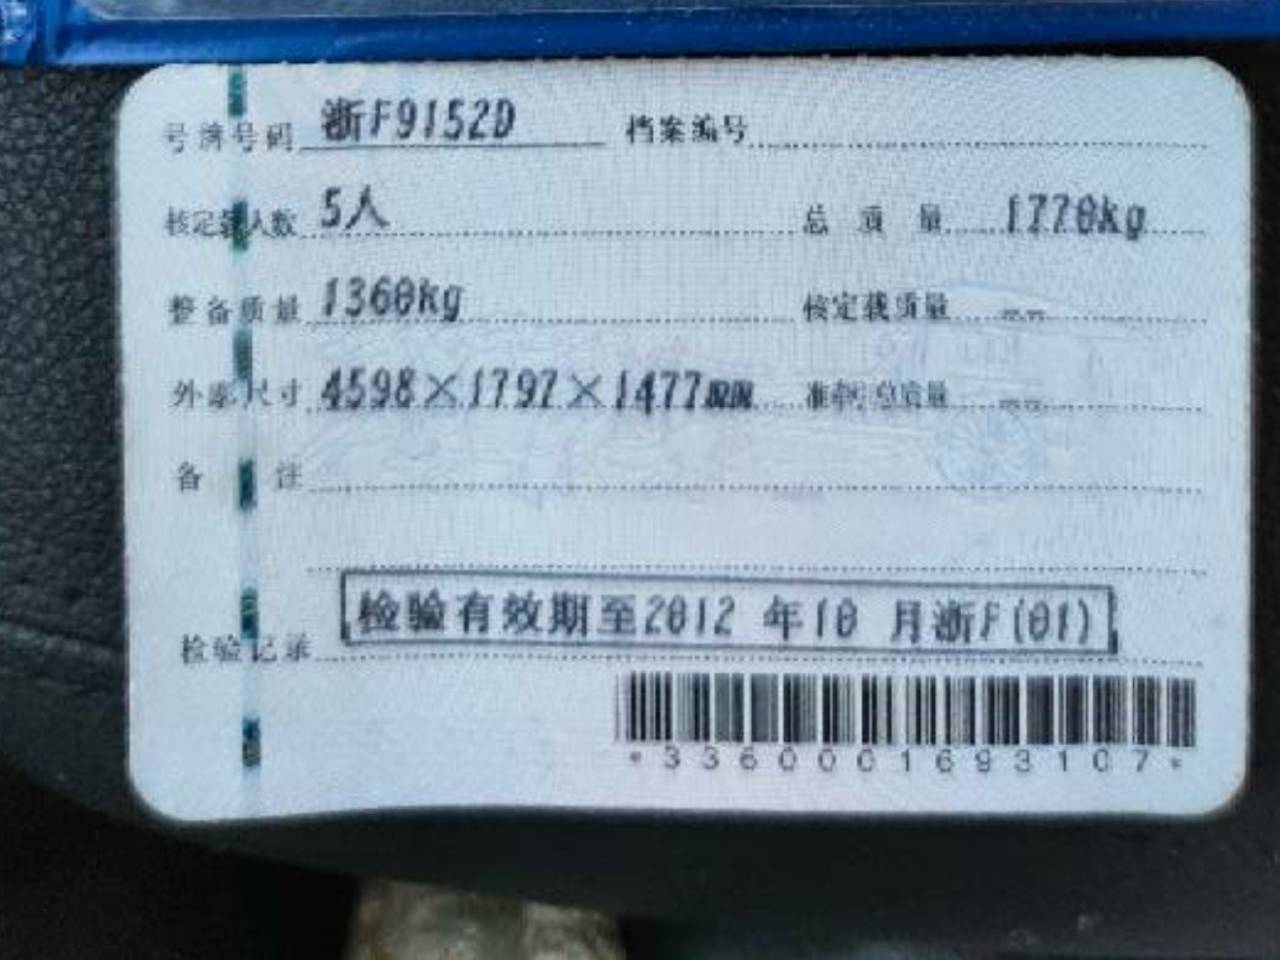 号牌号码 浙F9152D 档案编号
核定载人数 5人 总质量 1770kg
整备质量 1360kg 核定载质量 --
外廓尺寸 4598×1797×1477mm 准牵引总质量 --
备注
检验有效期至2012年10月浙F(01)
检验记录
*3360001693107*